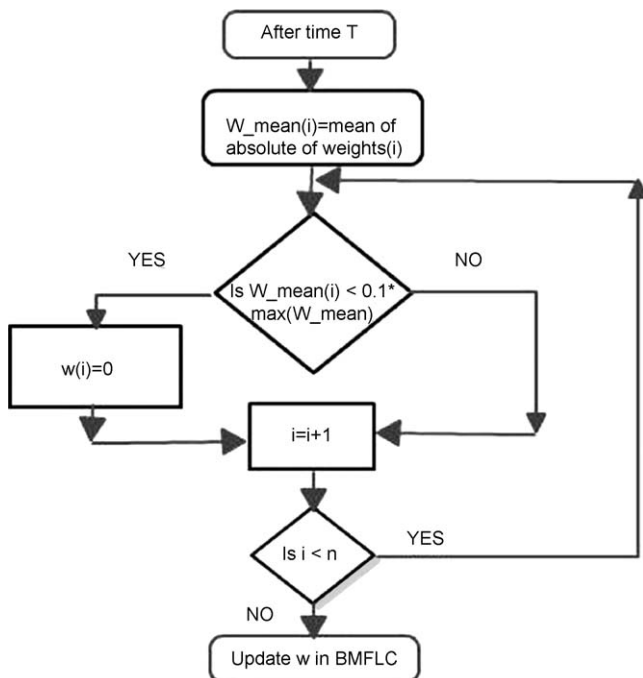 After time T
W_mean(i)=mean of
absolute of weights(i)
YES
NO
Is W_mean(i) < 0.1*
max(W_mean)
w(i)=0
i=i+1
Is i < n
YES
NO
Update w in BMFLC